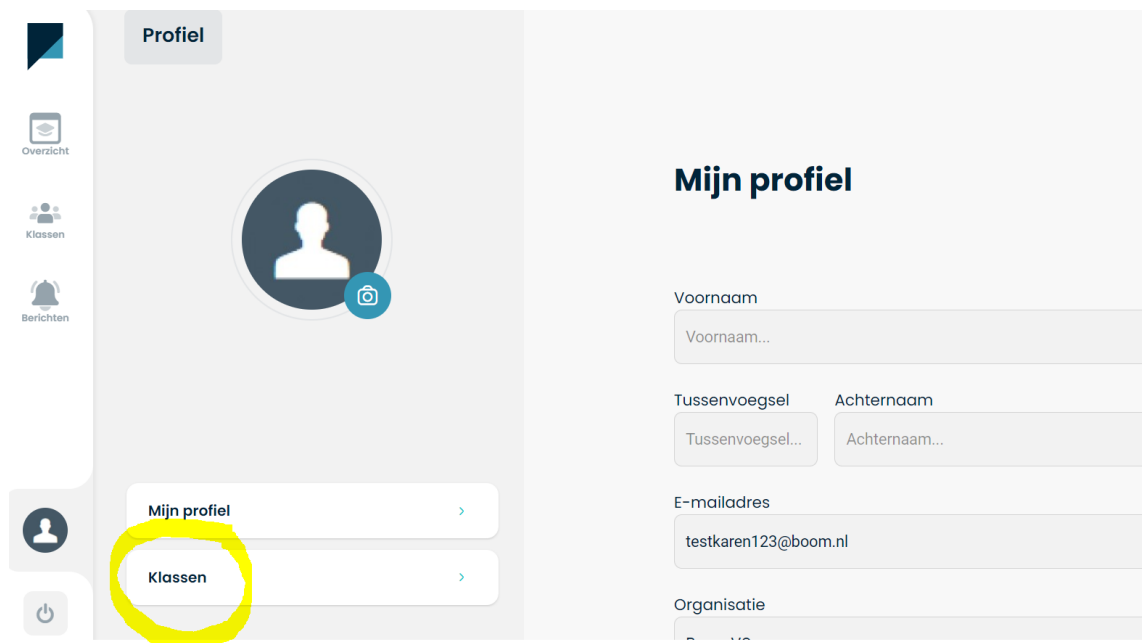 Profiel
Overzicht
Klassen
Berichten
Mijn profiel
Klassen
Mijn profiel
Voornaam
Voornaam...
Tussenvoegsel Achternaam
Tussenvoegsel... Achternaam...
E-mailadres
testkaren123@boom.nl
Organisatie